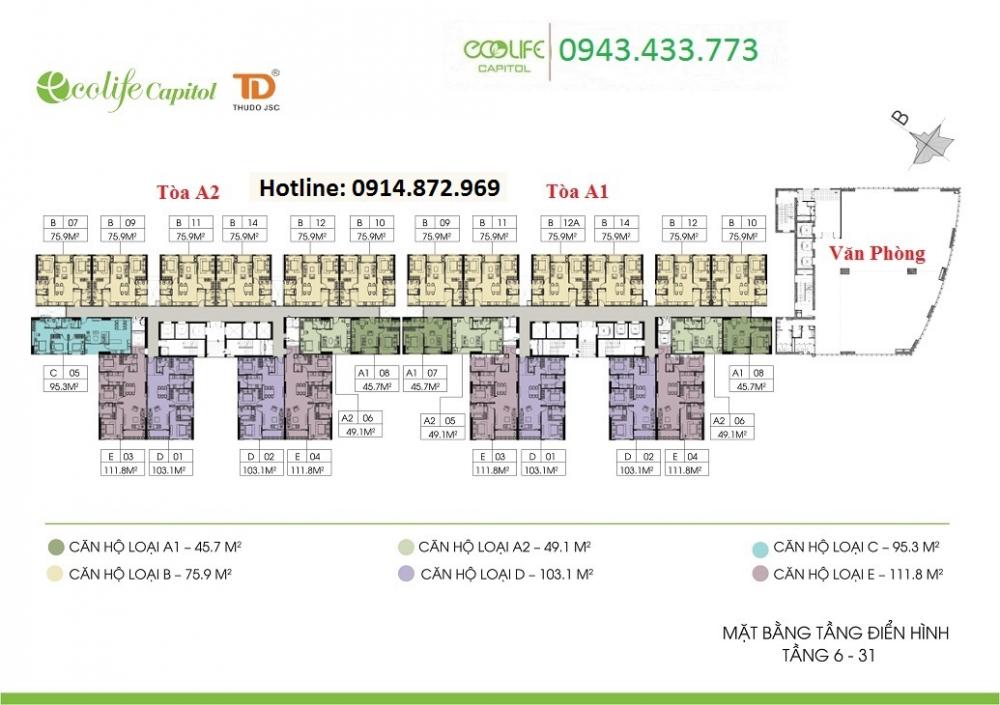 ecolife Capitol
TD®
THUDO JSC
ECOLIFE CAPITOL
0943.433.773
B
Tòa A2
Hotline: 0914.872.969
Tòa A1
Văn Phòng
B 07 75.9M²
B 09 75.9M²
B 11 75.9M²
B 14 75.9M²
B 12 75.9M²
B 10 75.9M²
B 09 75.9M²
B 11 75.9M²
B 12A 75.9M²
B 14 75.9M²
B 12 75.9M²
B 10 75.9M²
C 05 95.3M²
A1 08 45.7M²
A1 07 45.7M²
A1 08 45.7M²
A2 06 49.1M²
A2 05 49.1M²
A2 06 49.1M²
E 03 111.8M²
D 01 103.1M²
D 02 103.1M²
E 04 111.8M²
E 03 111.8M²
D 01 103.1M²
D 02 103.1M²
E 04 111.8M²
CĂN HỘ LOẠI A1 – 45.7 M²
CĂN HỘ LOẠI A2 – 49.1 M²
CĂN HỘ LOẠI C – 95.3 M²
CĂN HỘ LOẠI B – 75.9 M²
CĂN HỘ LOẠI D – 103.1 M²
CĂN HỘ LOẠI E – 111.8 M²
MẶT BẰNG TẦNG ĐIỂN HÌNH
TẦNG 6 - 31